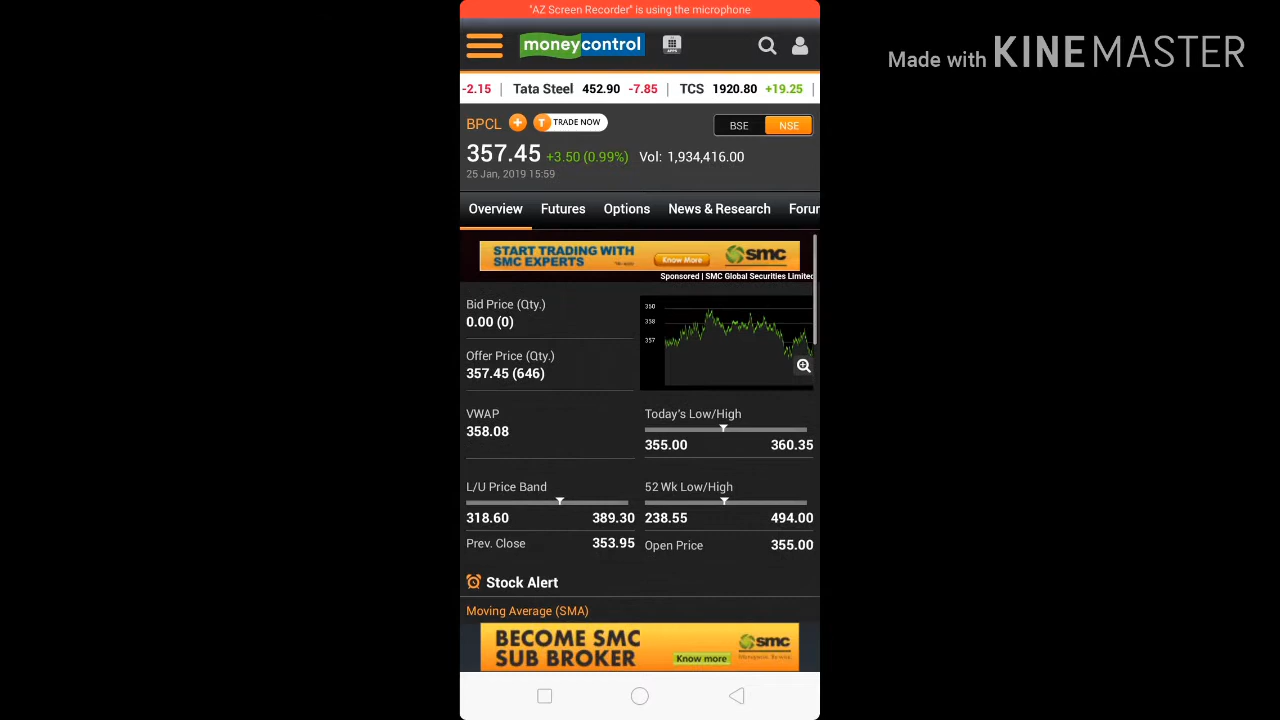 "AZ Screen Recorder" is using the microphone
moneycontrol
APPS
Made with KINEMASTER
-2.15 | Tata Steel 452.90 -7.85 | TCS 1920.80 +19.25 |
BPCL + T TRADE NOW
BSE NSE
357.45 +3.50 (0.99%) Vol: 1,934,416.00
25 Jan, 2019 15:59
Overview Futures Options News & Research Forum
START TRADING WITH
SMC EXPERTS
Know More
smc
Sponsored | SMC Global Securities Limited
Bid Price (Qty.)
0.00 (0)
360
358
357
Offer Price (Qty.)
357.45 (646)
VWAP
358.08
Today's Low/High
355.00 360.35
L/U Price Band
318.60 389.30
52 Wk Low/High
238.55 494.00
Prev. Close 353.95
Open Price 355.00
Stock Alert
Moving Average (SMA)
BECOME SMC
SUB BROKER
Know more
smc